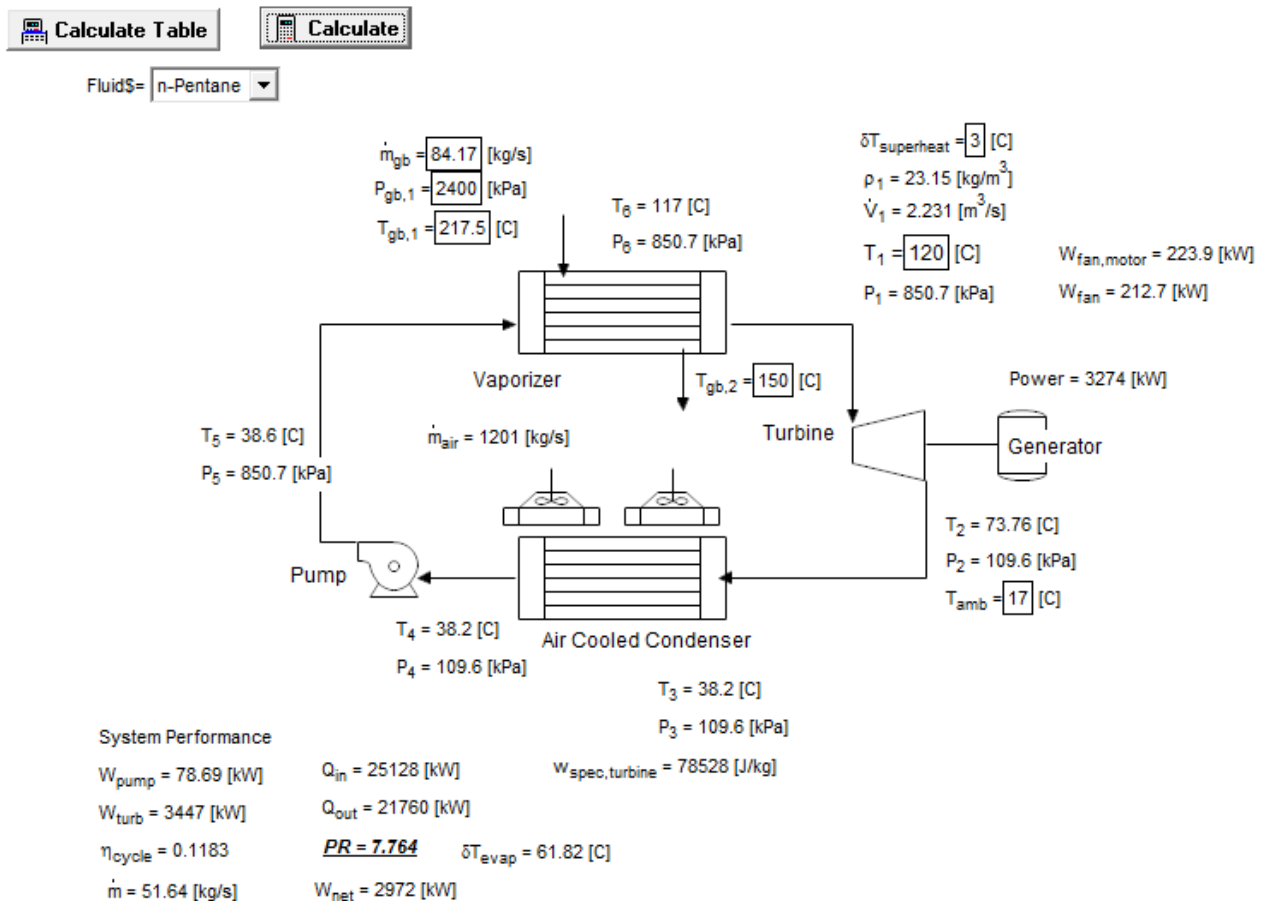 Calculate Table
Calculate
Fluid$= n-Pentane
ṁgb = 84.17 [kg/s]
Pgb,1 = 2400 [kPa]
Tgb,1 = 217.5 [C]
T6 = 117 [C]
P6 = 850.7 [kPa]
δTsuperheat = 3 [C]
ρ1 = 23.15 [kg/m³]
V̇1 = 2.231 [m³/s]
T1 = 120 [C]
P1 = 850.7 [kPa]
Wfan,motor = 223.9 [kW]
Wfan = 212.7 [kW]
Vaporizer
Tgb,2 = 150 [C]
Power = 3274 [kW]
T5 = 38.6 [C]
P5 = 850.7 [kPa]
ṁair = 1201 [kg/s]
Turbine
Generator
T2 = 73.76 [C]
P2 = 109.6 [kPa]
Tamb = 17 [C]
Pump
T4 = 38.2 [C]
P4 = 109.6 [kPa]
Air Cooled Condenser
T3 = 38.2 [C]
P3 = 109.6 [kPa]
System Performance
Wpump = 78.69 [kW]
Qin = 25128 [kW]
wspec,turbine = 78528 [J/kg]
Wturb = 3447 [kW]
Qout = 21760 [kW]
ηcycle = 0.1183
PR = 7.764
δTevap = 61.82 [C]
ṁ = 51.64 [kg/s]
Wnet = 2972 [kW]